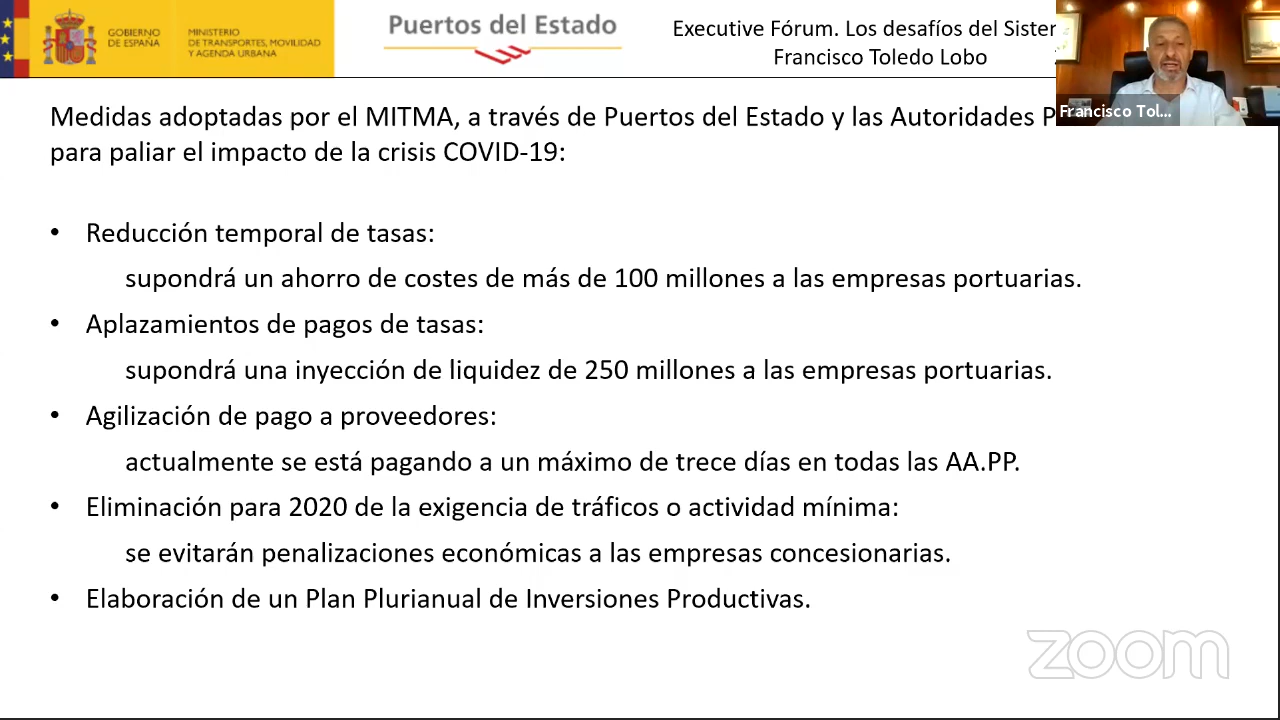 GOBIERNO
DE ESPAÑA
MINISTERIO
DE TRANSPORTES, MOVILIDAD
Y AGENDA URBANA
Puertos del Estado
Executive Fórum. Los desafíos del Sister
Francisco Toledo Lobo
Francisco Tol...
Medidas adoptadas por el MITMA, a través de Puertos del Estado y las Autoridades P
para paliar el impacto de la crisis COVID-19:
• Reducción temporal de tasas:
supondrá un ahorro de costes de más de 100 millones a las empresas portuarias.
• Aplazamientos de pagos de tasas:
supondrá una inyección de liquidez de 250 millones a las empresas portuarias.
• Agilización de pago a proveedores:
actualmente se está pagando a un máximo de trece días en todas las AA.PP.
• Eliminación para 2020 de la exigencia de tráficos o actividad mínima:
se evitarán penalizaciones económicas a las empresas concesionarias.
• Elaboración de un Plan Plurianual de Inversiones Productivas.
zoom